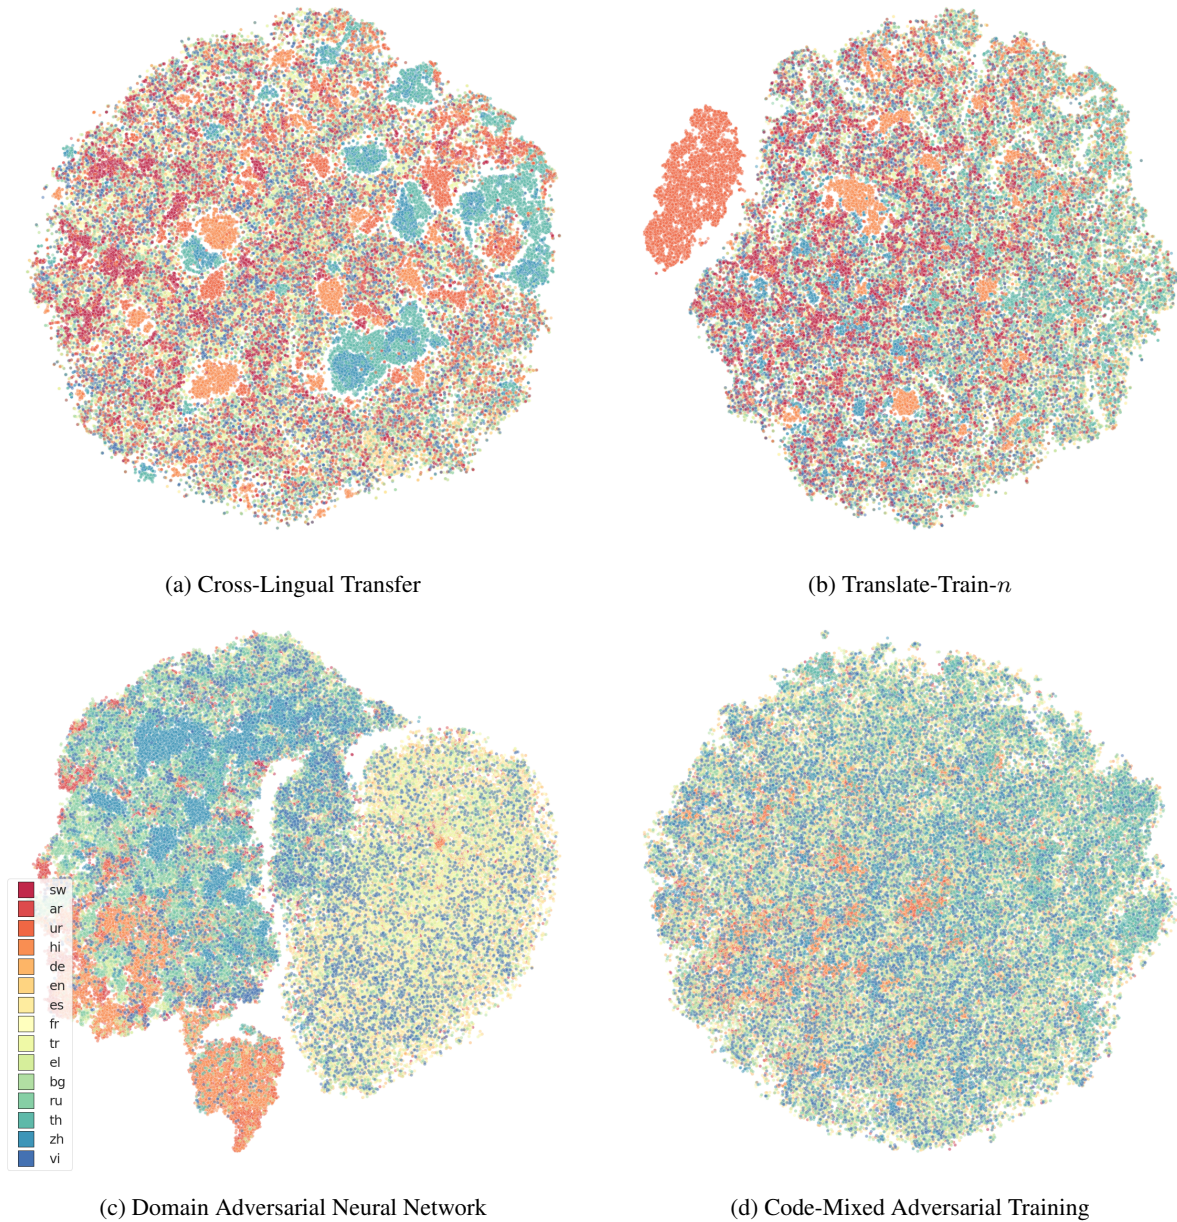 (a) Cross-Lingual Transfer
(b) Translate-Train-n
sw
ar
ur
hi
de
en
es
fr
tr
el
bg
ru
th
zh
vi
(c) Domain Adversarial Neural Network
(d) Code-Mixed Adversarial Training